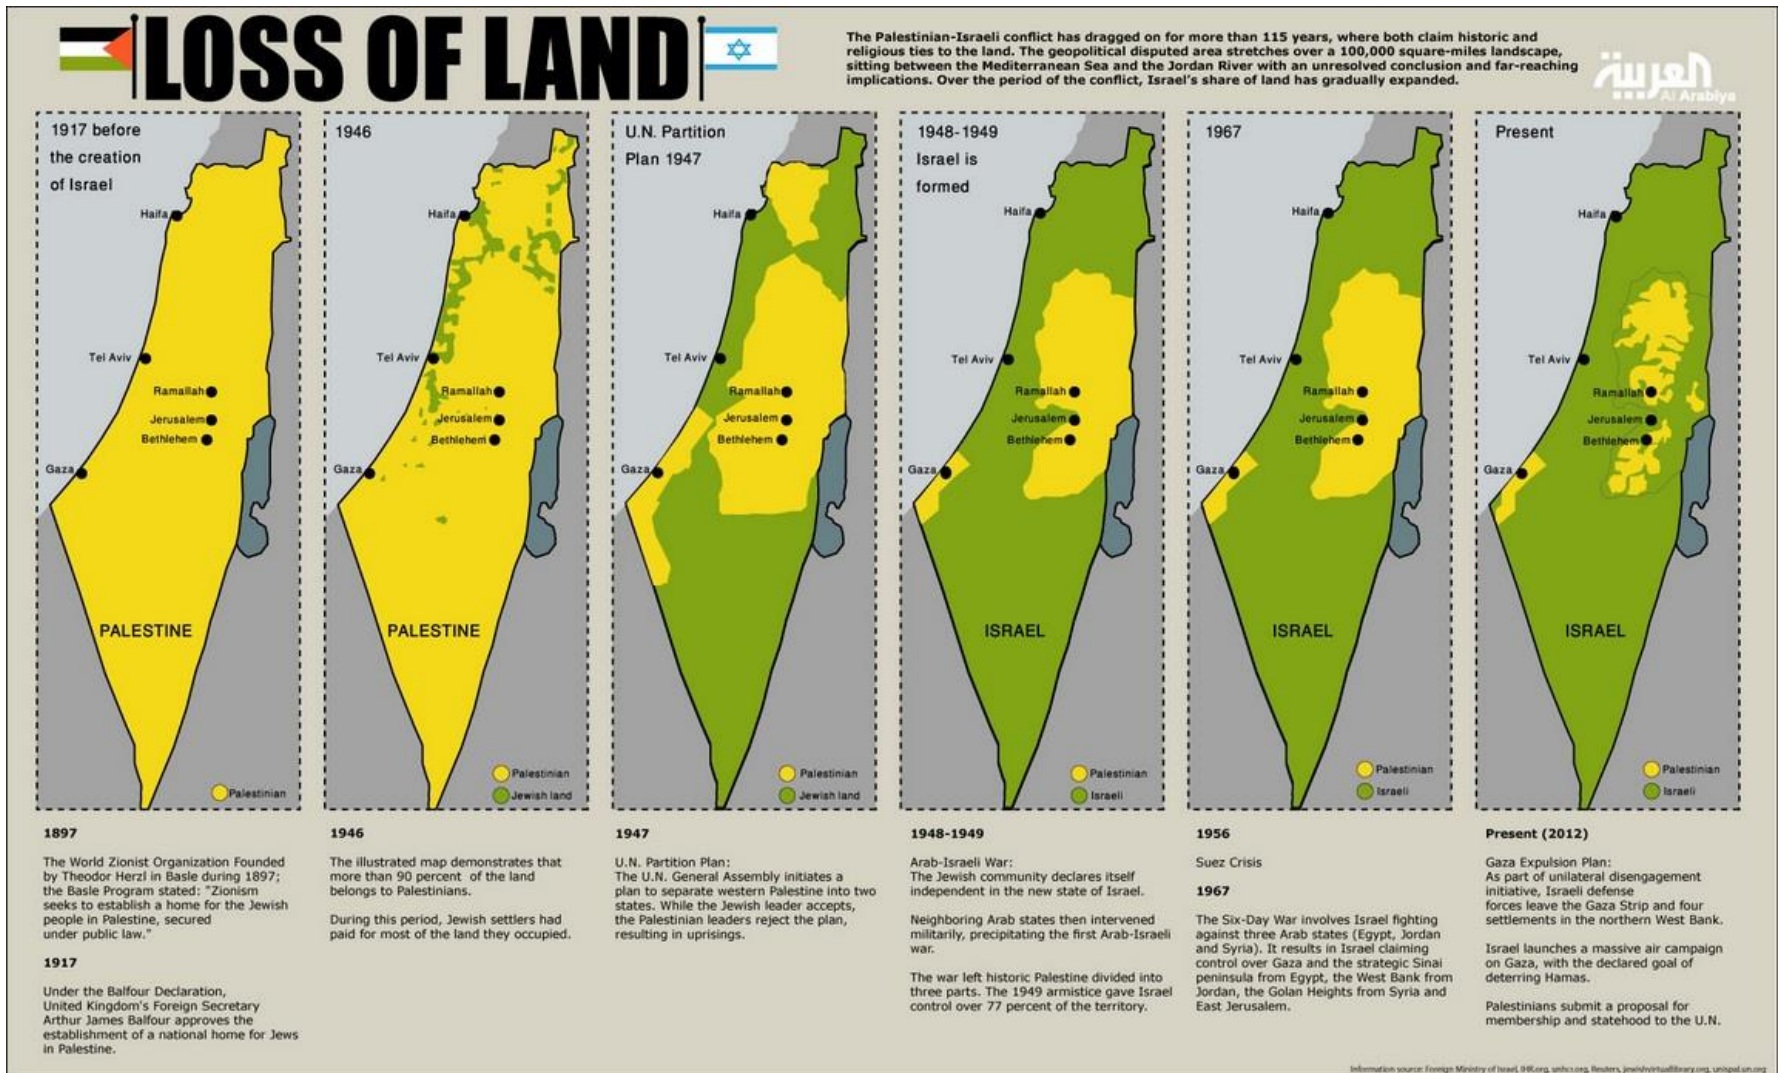 LOSS OF LAND
The Palestinian-Israeli conflict has dragged on for more than 115 years, where both claim historic and
religious ties to the land. The geopolitical disputed area stretches over a 100,000 square-miles landscape,
sitting between the Mediterranean Sea and the Jordan River with an unresolved conclusion and far-reaching
implications. Over the period of the conflict, Israel's share of land has gradually expanded.
العربية
Al Arabiya
1917 before
the creation
of Israel
Haifa
Tel Aviv
Ramallah
Jerusalem
Bethlehem
Gaza
PALESTINE
Palestinian
1946
Haifa
Tel Aviv
Ramallah
Jerusalem
Bethlehem
Gaza
PALESTINE
Palestinian
Jewish land
U.N. Partition
Plan 1947
Haifa
Tel Aviv
Ramallah
Jerusalem
Bethlehem
Gaza
Palestinian
Jewish land
1948-1949
Israel is
formed
Haifa
Tel Aviv
Ramallah
Jerusalem
Bethlehem
Gaza
ISRAEL
Palestinian
Israeli
1967
Haifa
Tel Aviv
Ramallah
Jerusalem
Bethlehem
Gaza
ISRAEL
Palestinian
Israeli
Present
Haifa
Tel Aviv
Ramallah
Jerusalem
Bethlehem
Gaza
ISRAEL
Palestinian
Israeli
1897
The World Zionist Organization Founded
by Theodor Herzl in Basle during 1897;
the Basle Program stated: "Zionism
seeks to establish a home for the Jewish
people in Palestine, secured
under public law."
1917
Under the Balfour Declaration,
United Kingdom's Foreign Secretary
Arthur James Balfour approves the
establishment of a national home for Jews
in Palestine.
1946
The illustrated map demonstrates that
more than 90 percent of the land
belongs to Palestinians.
During this period, Jewish settlers had
paid for most of the land they occupied.
1947
U.N. Partition Plan:
The U.N. General Assembly initiates a
plan to separate western Palestine into two
states. While the Jewish leader accepts,
the Palestinian leaders reject the plan,
resulting in uprisings.
1948-1949
Arab-Israeli War:
The Jewish community declares itself
independent in the new state of Israel.
Neighboring Arab states then intervened
militarily, precipitating the first Arab-Israeli
war.
The war left historic Palestine divided into
three parts. The 1949 armistice gave Israel
control over 77 percent of the territory.
1956
Suez Crisis
1967
The Six-Day War involves Israel fighting
against three Arab states (Egypt, Jordan
and Syria). It results in Israel claiming
control over Gaza and the strategic Sinai
peninsula from Egypt, the West Bank from
Jordan, the Golan Heights from Syria and
East Jerusalem.
Present (2012)
Gaza Expulsion Plan:
As part of unilateral disengagement
initiative, Israeli defense
forces leave the Gaza Strip and four
settlements in the northern West Bank.
Israel launches a massive air campaign
on Gaza, with the declared goal of
deterring Hamas.
Palestinians submit a proposal for
membership and statehood to the U.N.
Information source: Foreign Ministry of Israel, IHR.org, unhcr.org, Reuters, jewishvirtuallibrary.org, unispal.un.org